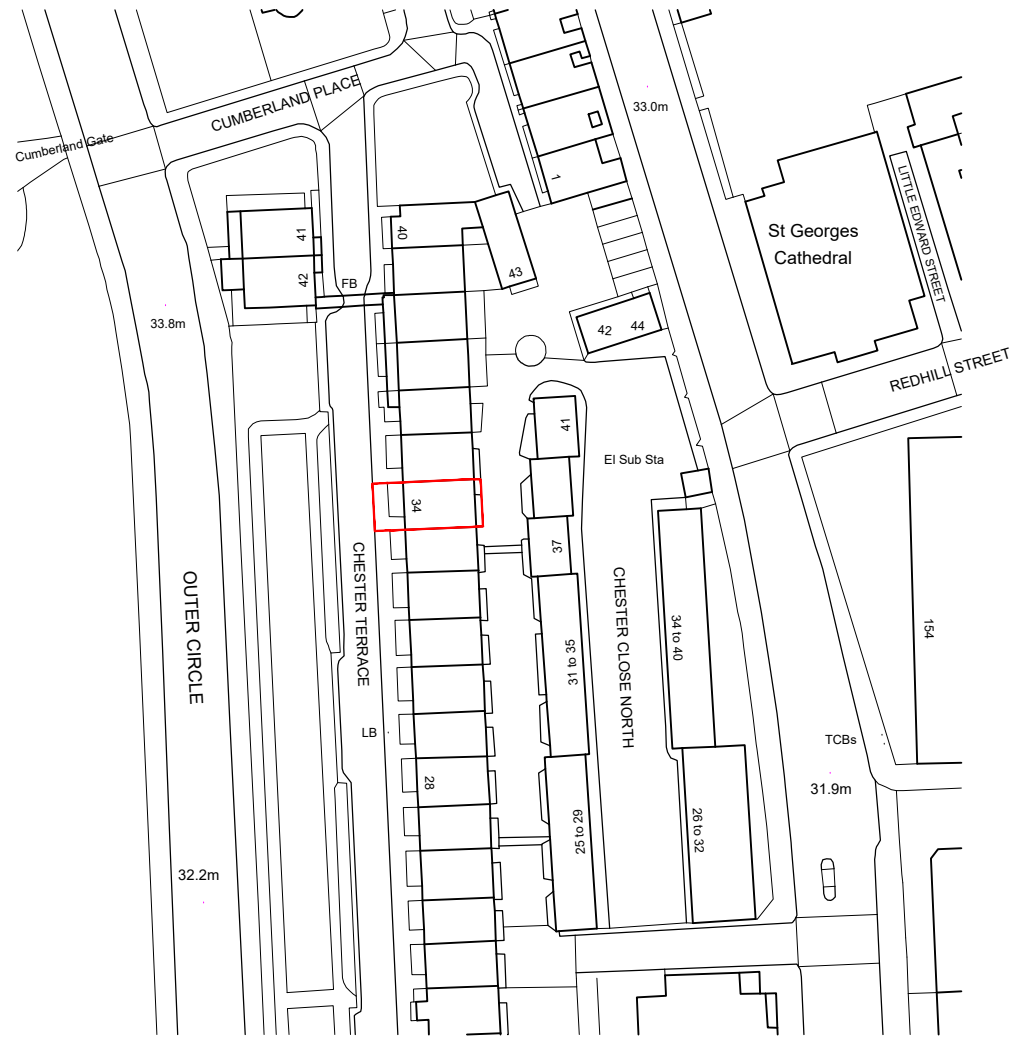 CUMBERLAND PLACE
Cumberland Gate
33.0m
1
LITTLE EDWARD STREET
St Georges
Cathedral
41
40
42
FB
43
33.8m
42 44
REDHILL STREET
41
El Sub Sta
34
37
OUTER CIRCLE
CHESTER TERRACE
CHESTER CLOSE NORTH
31 to 35
34 to 40
154
LB
TCBs
28
31.9m
25 to 29
26 to 32
32.2m